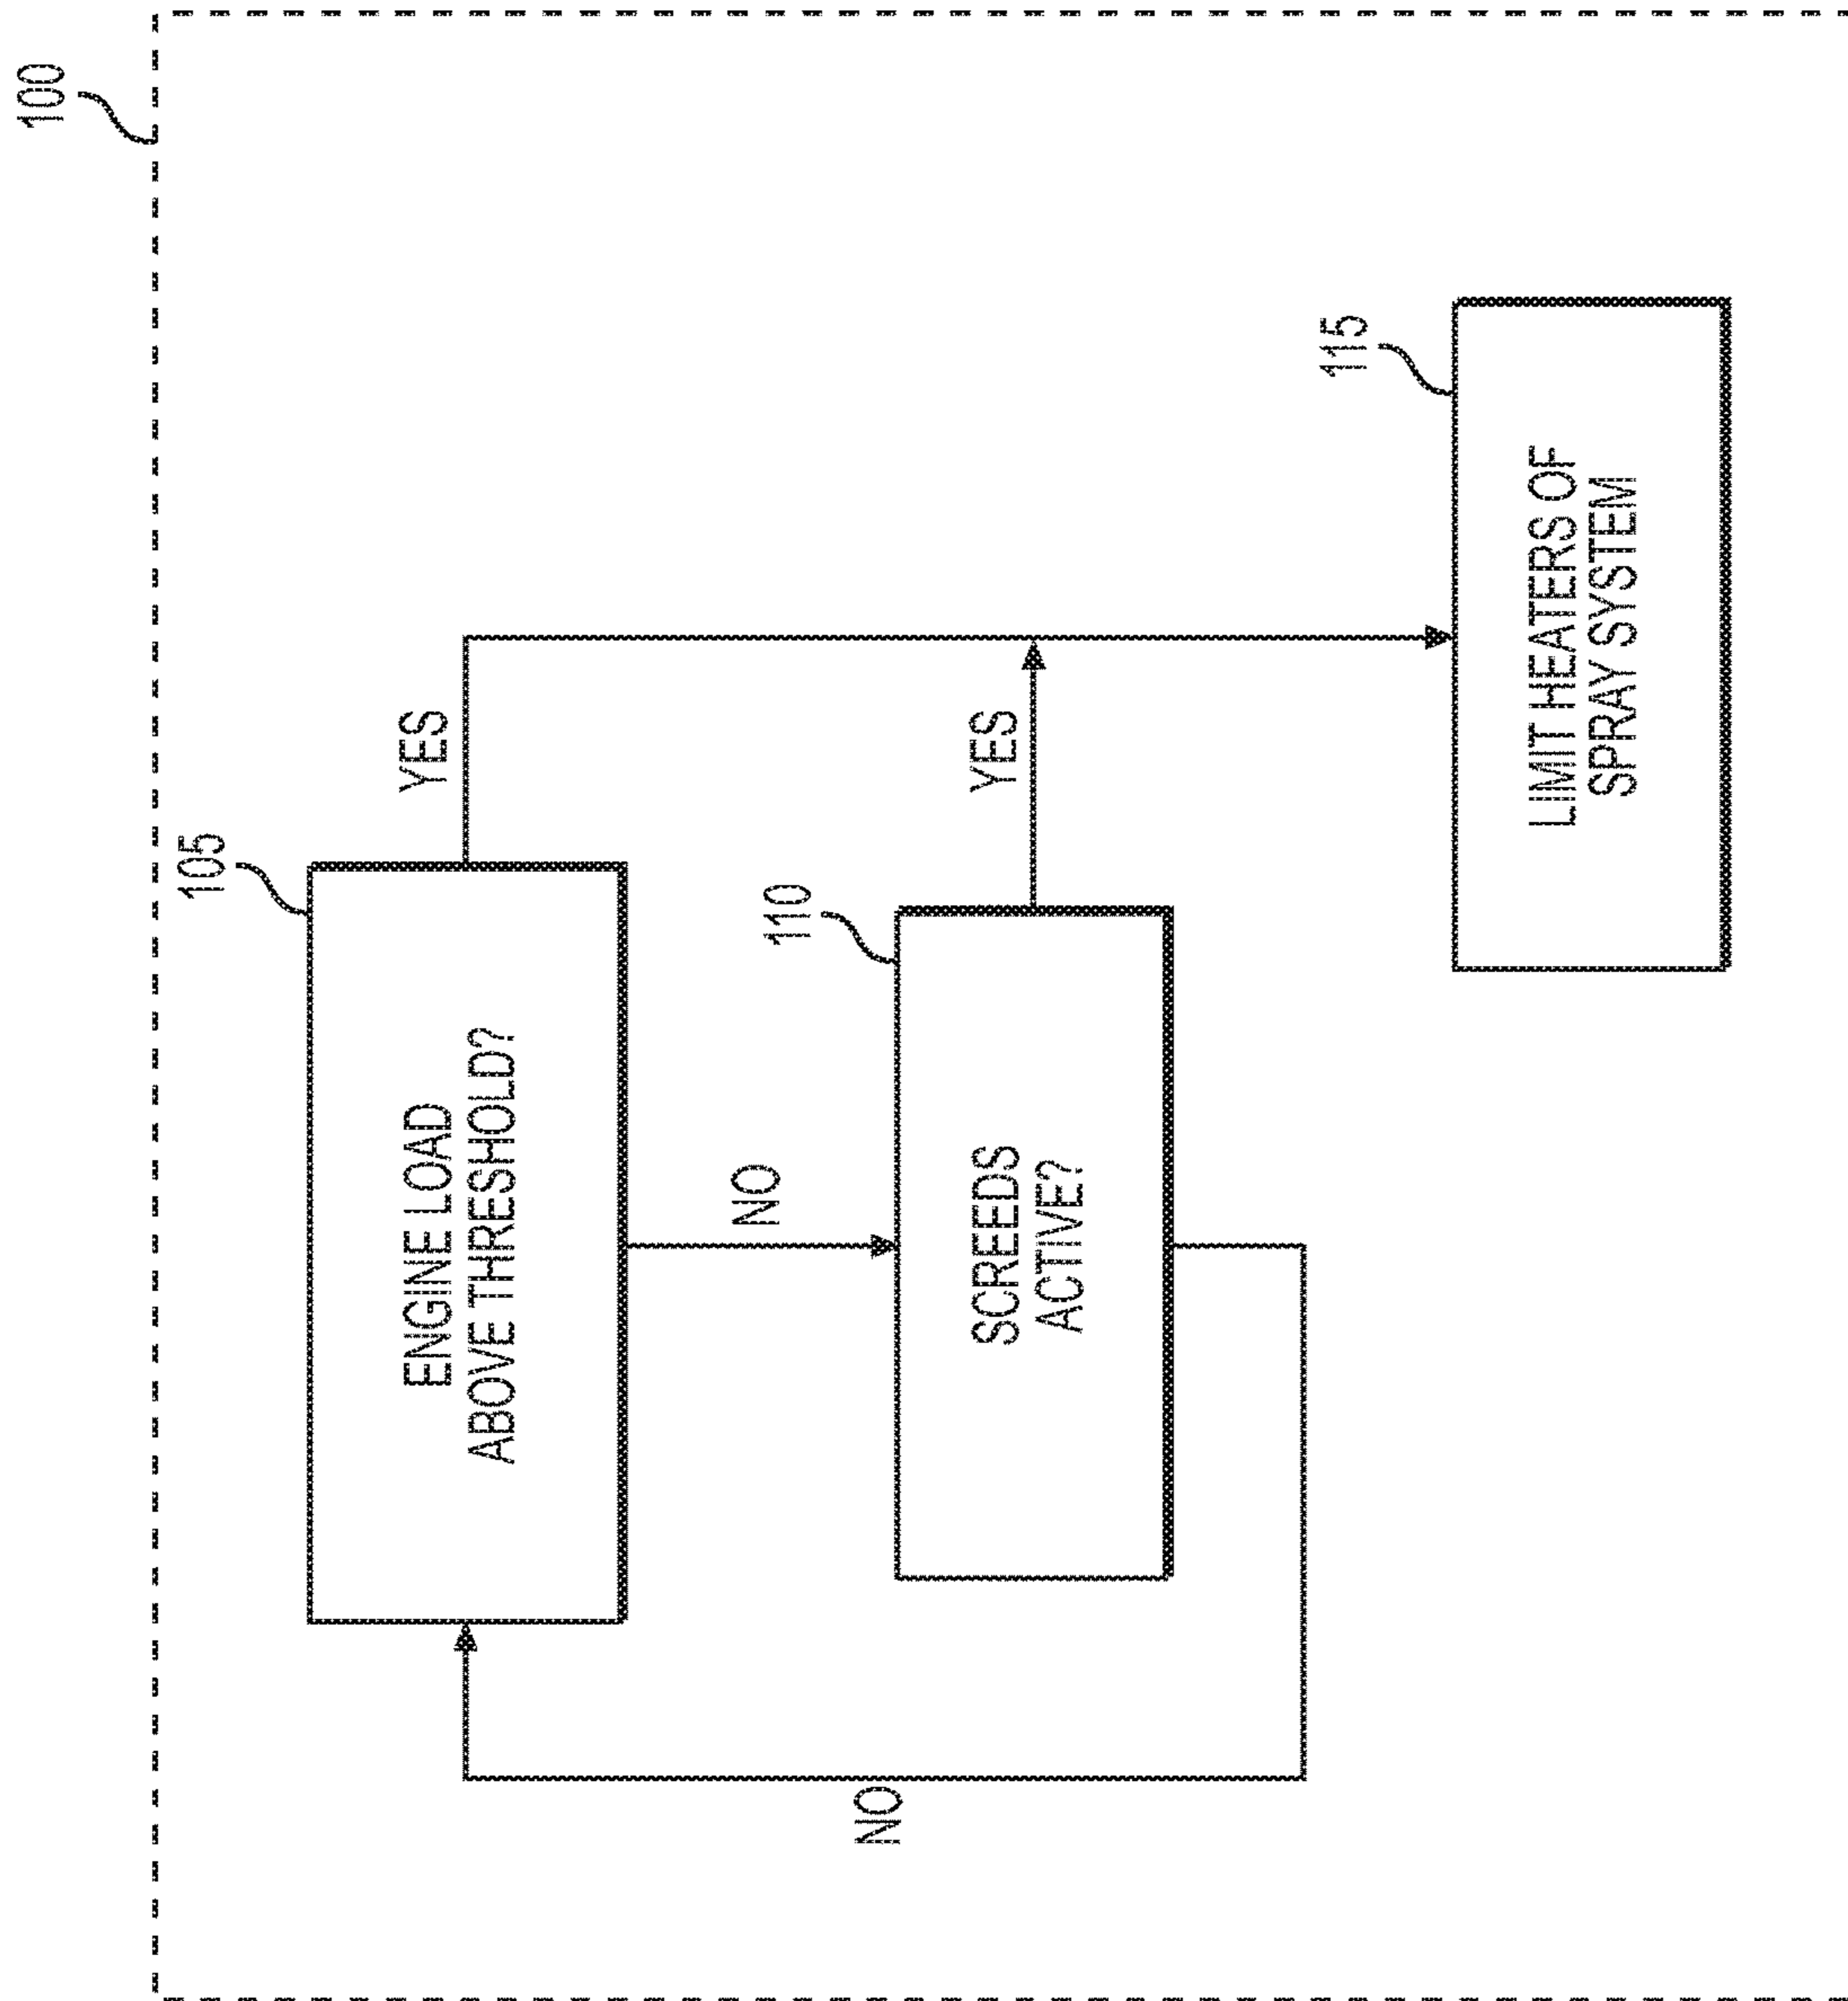 100
105
ENGINE LOAD
ABOVE THRESHOLD?
YES
NO
110
SCREEDS
ACTIVE?
YES
NO
115
LIMIT HEATERS OF
SPRAY SYSTEM